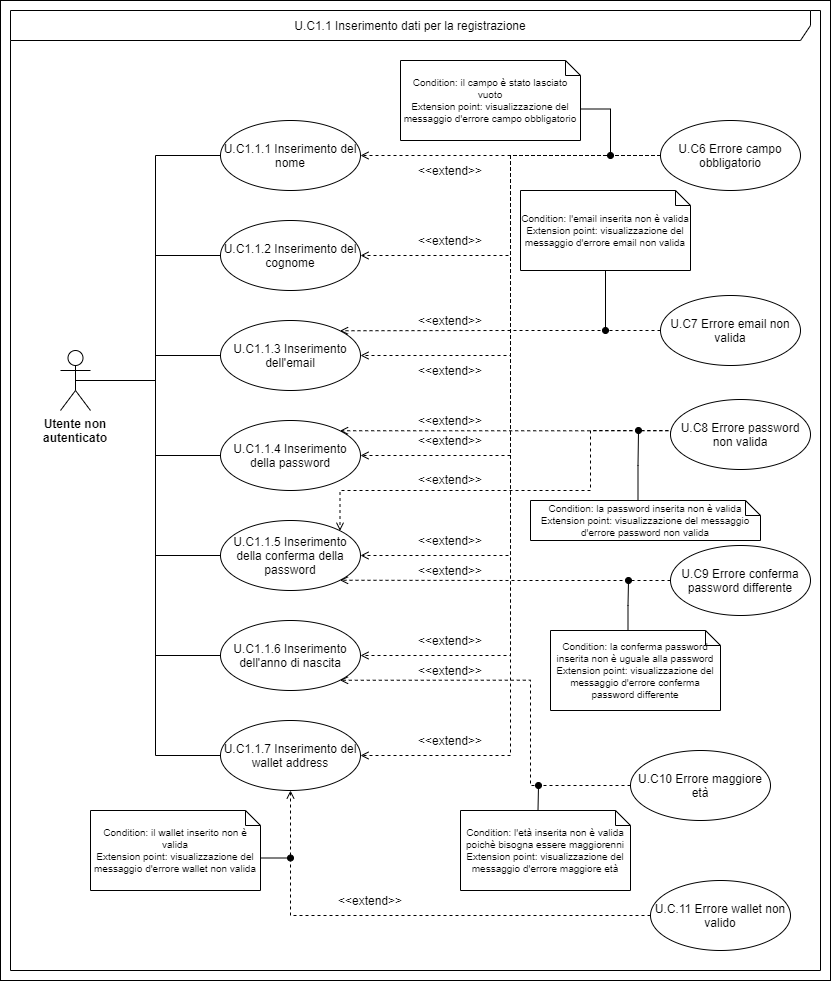 U.C1.1 Inserimento dati per la registrazione
Condition: il campo è stato lasciato
vuoto
Extension point: visualizzazione del
messaggio d'errore campo obbligatorio
U.C1.1.1 Inserimento del
nome
<<extend>>
U.C6 Errore campo
obbligatorio
Condition: l'email inserita non è valida
Extension point: visualizzazione del
messaggio d'errore email non valida
U.C1.1.2 Inserimento del
cognome
<<extend>>
U.C1.1.3 Inserimento
dell'email
<<extend>>
<<extend>>
U.C7 Errore email non
valida
Utente non
autenticato
U.C1.1.4 Inserimento
della password
<<extend>>
<<extend>>
<<extend>>
U.C8 Errore password
non valida
Condition: la password inserita non è valida
Extension point: visualizzazione del messaggio
d'errore password non valida
U.C1.1.5 Inserimento
della conferma della
password
<<extend>>
<<extend>>
U.C9 Errore conferma
password differente
Condition: la conferma password
inserita non è uguale alla password
Extension point: visualizzazione del
messaggio d'errore conferma
password differente
U.C1.1.6 Inserimento
dell'anno di nascita
<<extend>>
<<extend>>
U.C1.1.7 Inserimento del
wallet address
<<extend>>
U.C10 Errore maggiore
età
Condition: il wallet inserito non è
valida
Extension point: visualizzazione del
messaggio d'errore wallet non valida
Condition: l'età inserita non è valida
poichè bisogna essere maggiorenni
Extension point: visualizzazione del
messaggio d'errore maggiore età
<<extend>>
U.C.11 Errore wallet non
valido